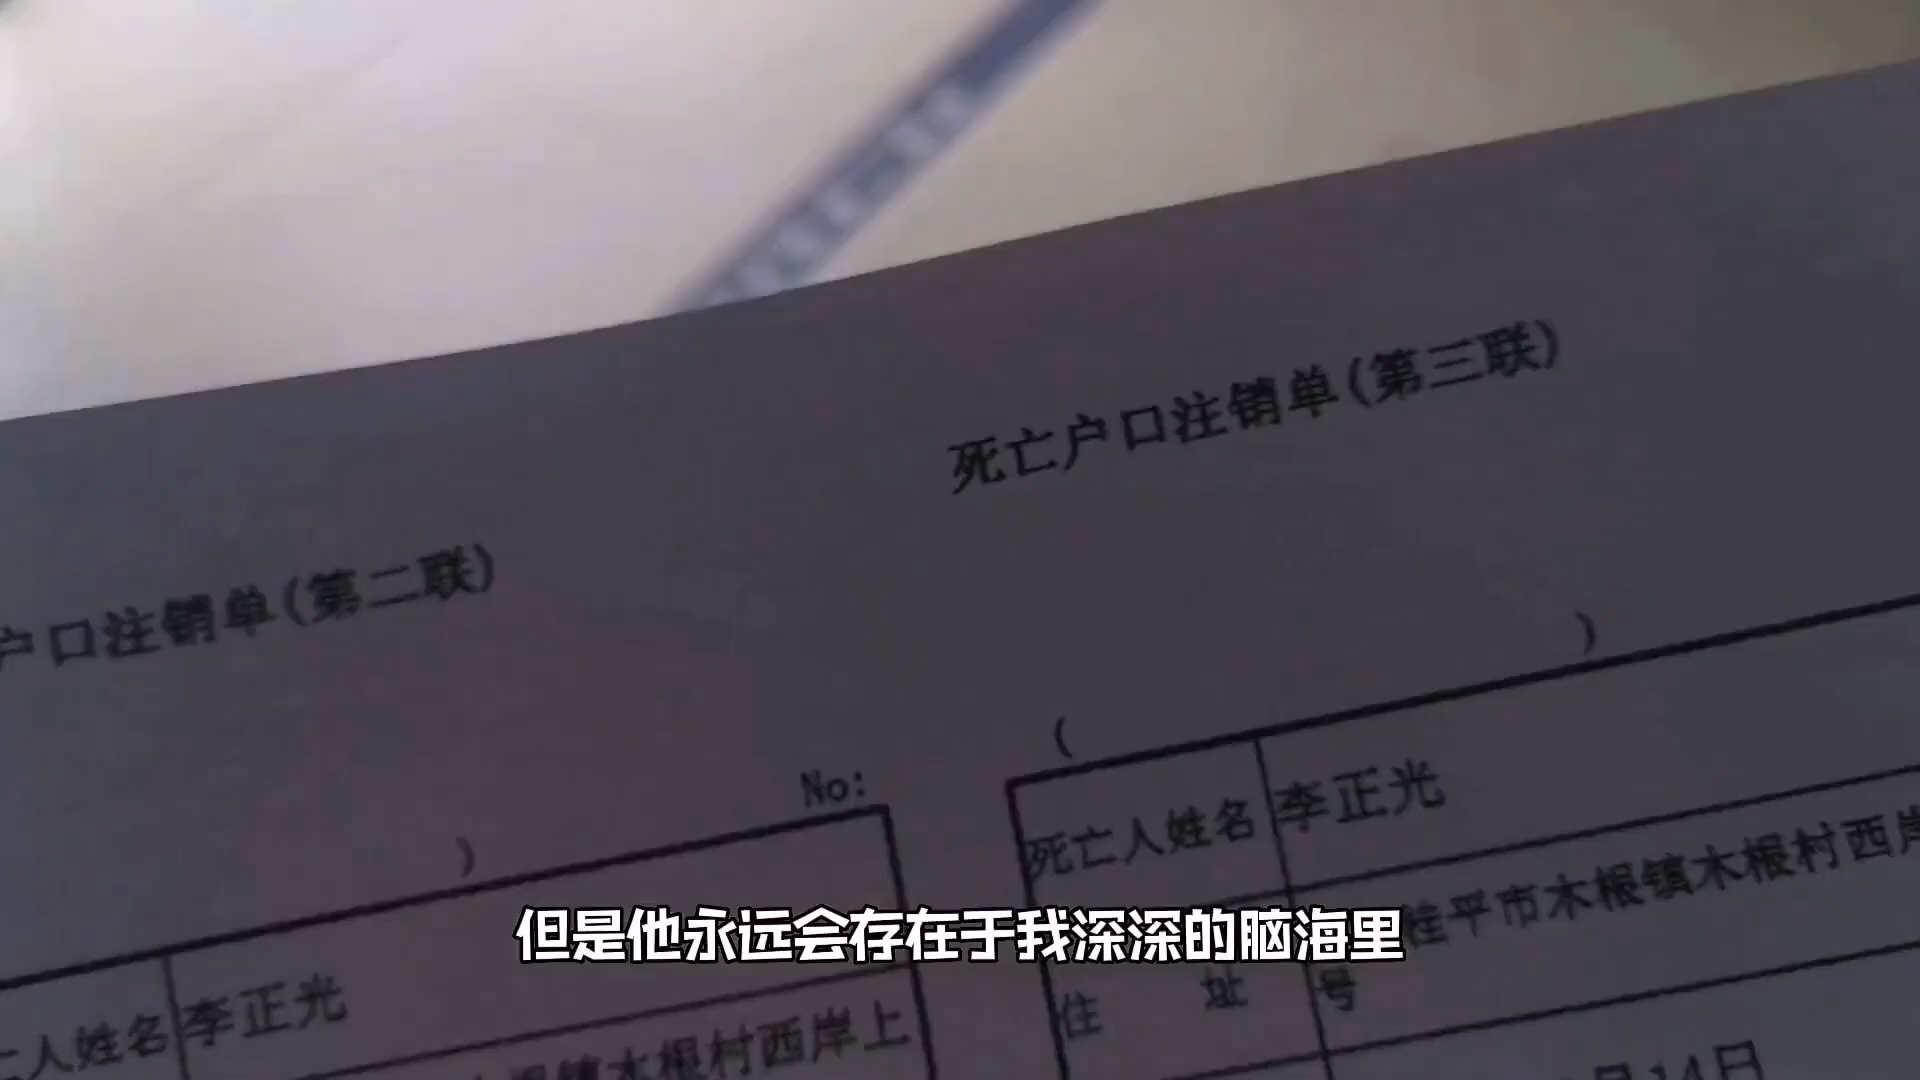 死亡户口注销单(第三联)
户口注销单(第二联)
)
(
No:
)
死亡人姓名 李正光
桂平市木根镇木根村西岸
住 址 号
但是他永远会存在于我深深的脑海里
人姓名 李正光
木根村西岸上
月14日